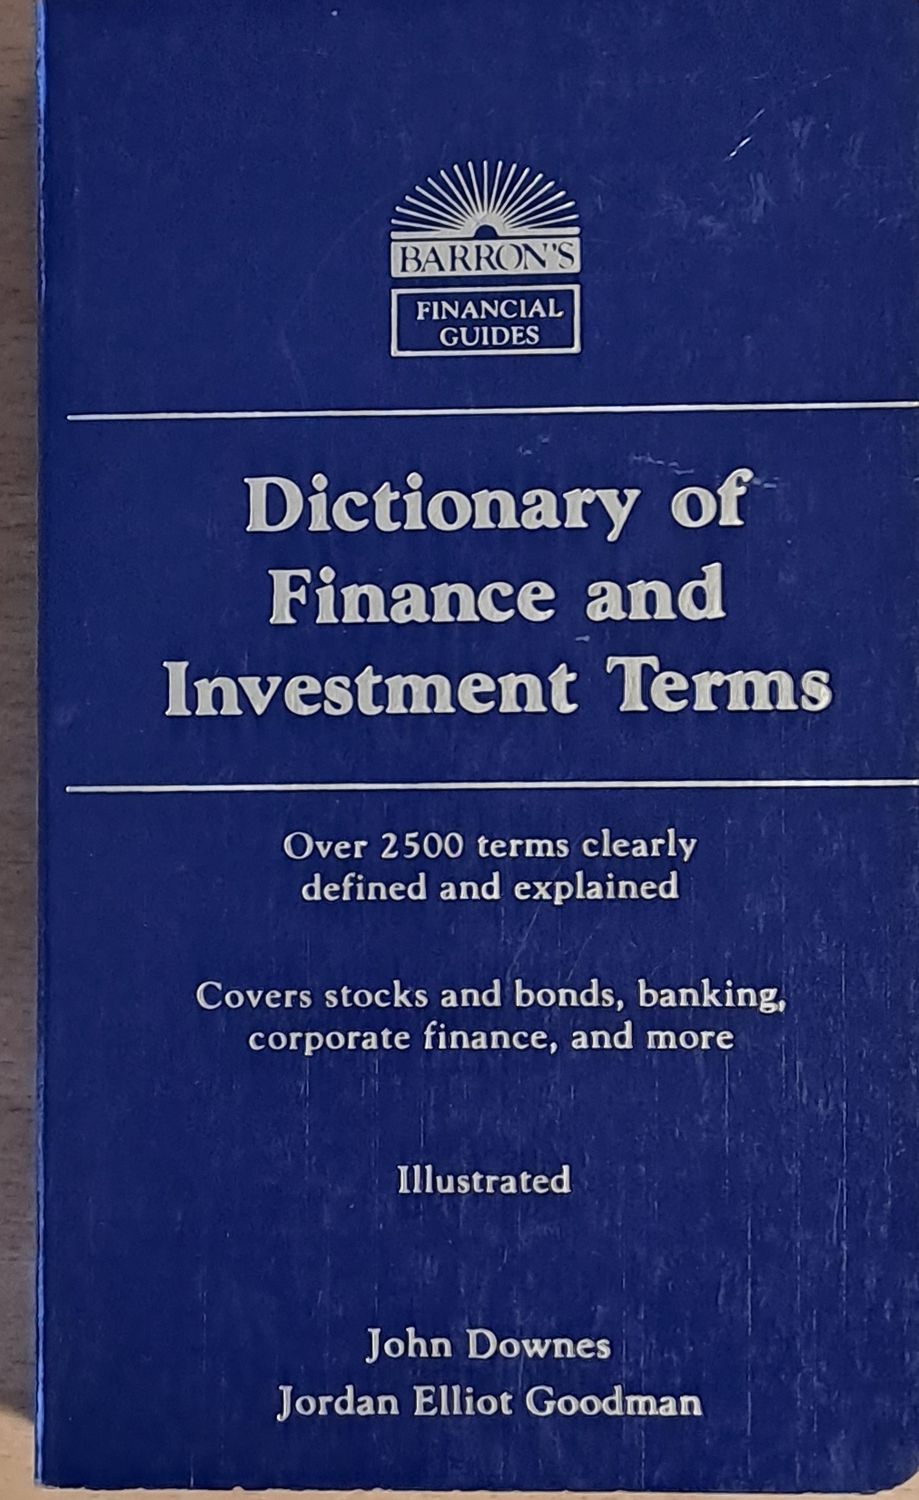 BARRON'S
FINANCIAL
GUIDES
Dictionary of
Finance and
Investment Terms
Over 2500 terms clearly
defined and explained
Covers stocks and bonds, banking,
corporate finance, and more
Illustrated
John Downes
Jordan Elliot Goodman